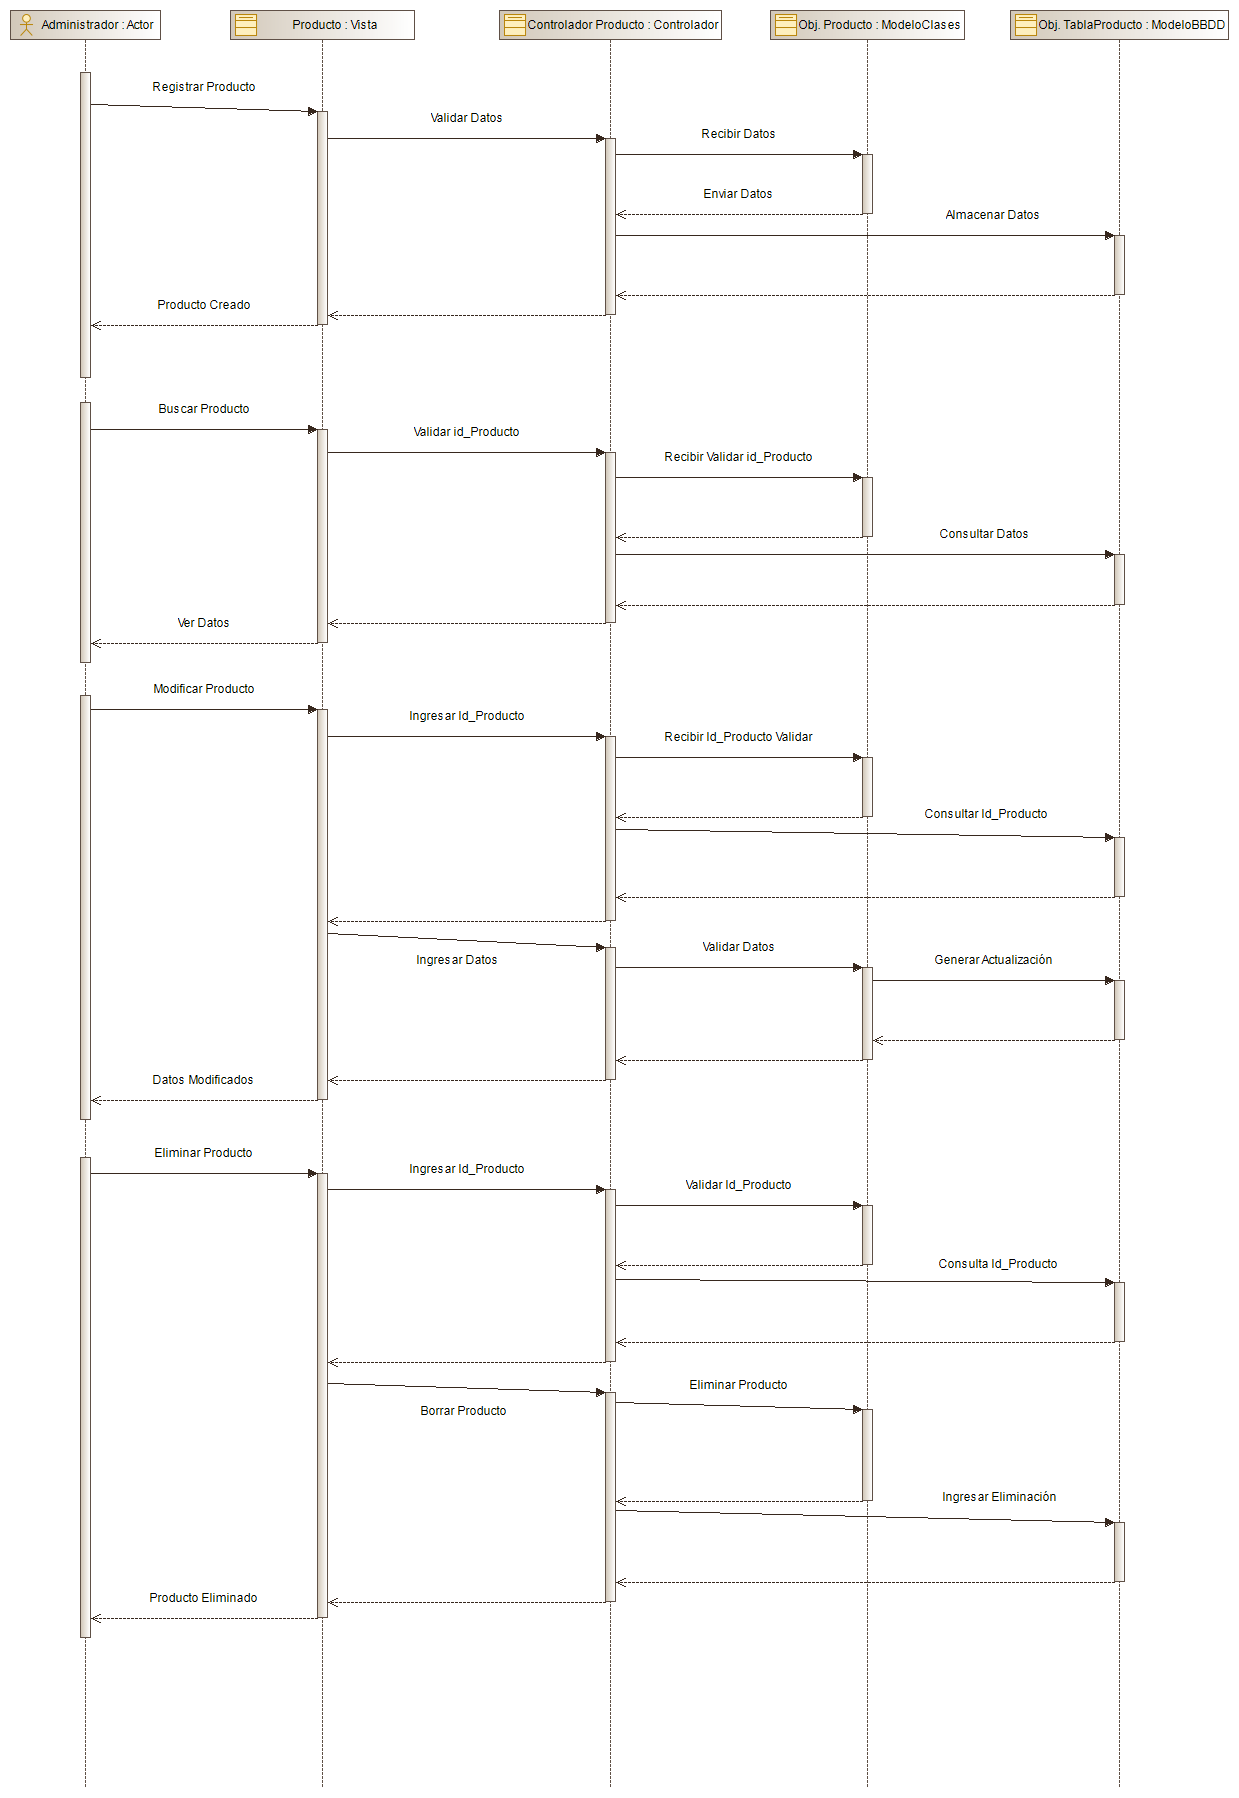 Administrador : Actor
Producto : Vista
Controlador Producto : Controlador
Obj. Producto : ModeloClases
Obj. TablaProducto : ModeloBBDD
Registrar Producto
Validar Datos
Recibir Datos
Enviar Datos
Almacenar Datos
Producto Creado
Buscar Producto
Validar id_Producto
Recibir Validar id_Producto
Consultar Datos
Ver Datos
Modificar Producto
Ingresar Id_Producto
Recibir Id_Producto Validar
Consultar Id_Producto
Validar Datos
Ingresar Datos
Generar Actualización
Datos Modificados
Eliminar Producto
Ingresar Id_Producto
Validar Id_Producto
Consulta Id_Producto
Eliminar Producto
Borrar Producto
Ingresar Eliminación
Producto Eliminado